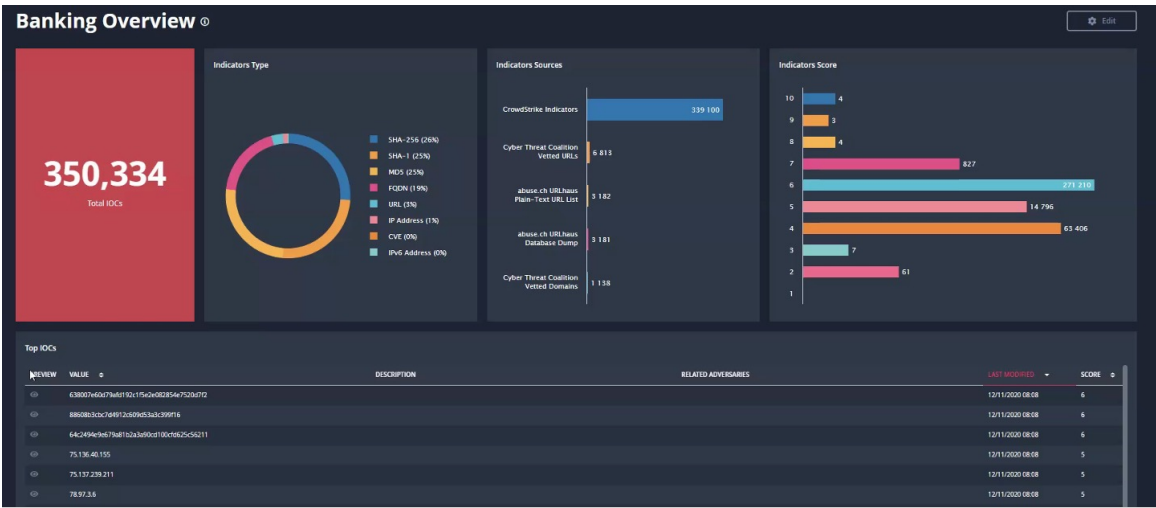 Banking Overview
Edit
350,334
Total IOCs
Indicators Type
SHA-256 (26%)
SHA-1 (25%)
MD5 (25%)
FQDN (19%)
URL (3%)
IP Address (1%)
CVE (0%)
IPv6 Address (0%)
Indicators Sources
CrowdStrike Indicators
339 100
Cyber Threat Coalition
Vetted URLs
6 813
abuse.ch URLhaus
Plain-Text URL List
3 182
abuse.ch URLhaus
Database Dump
3 181
Cyber Threat Coalition
Vetted Domains
1 138
Indicators Score
10 4
9 3
8 4
7 827
6 271 210
5 14 796
4 63 406
3 7
2 61
1
Top IOCs
VALUE DESCRIPTION RELATED ADVERSARIES LAST MODIFIED SCORE
12/11/2020 08:08 6
88608b3cbc7d4912c609d53a3c399f16 12/11/2020 08:08 6
12/11/2020 08:08 6
75.136.40.155 12/11/2020 08:08 5
75.137.239.211 12/11/2020 08:08 5
78.97.3.6 12/11/2020 08:08 5